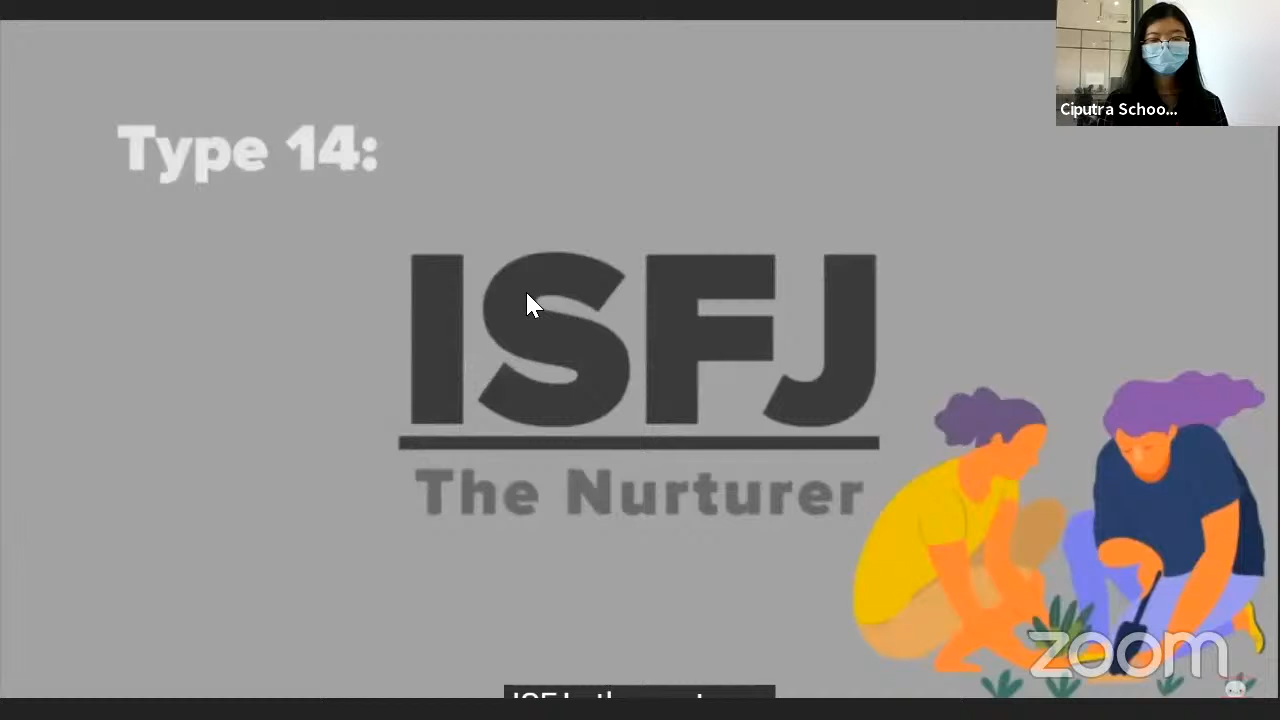 Ciputra Schoo...
Type 14:
ISFJ
The Nurturer
zoom